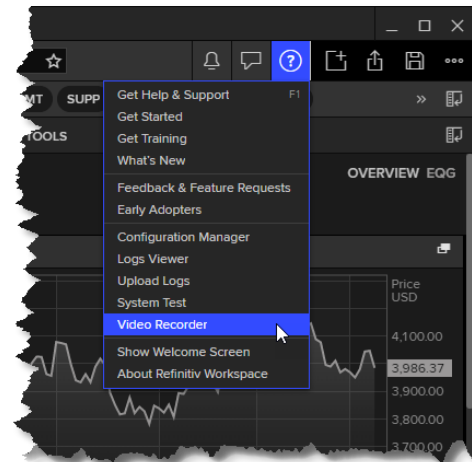 ?
MT SUPP
TOOLS
Get Help & Support F1
Get Started
Get Training
What's New
Feedback & Feature Requests
Early Adopters
Configuration Manager
Logs Viewer
Upload Logs
System Test
Video Recorder
Show Welcome Screen
About Refinitiv Workspace
OVERVIEW EQG
Price
USD
4,100.00
3,986.37
3,900.00
3,800.00
3,700.00